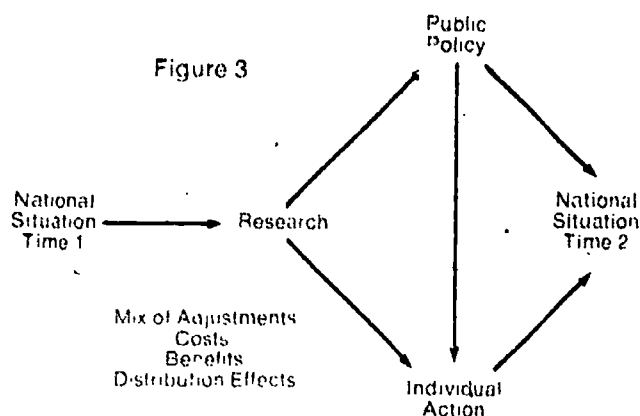 Public
Policy
Figure 3
National
Situation
Time 1
Research
National
Situation
Time 2
Mix of Adjustments
Costs
Benefits
Distribution Effects
Individual
Action